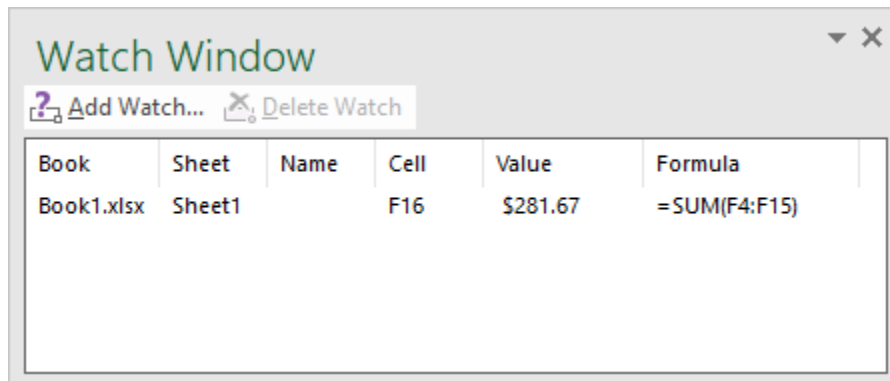 Watch Window
Add Watch... Delete Watch
Book Sheet Name Cell Value Formula
Book1.xlsx Sheet1 F16 $281.67 =SUM(F4:F15)